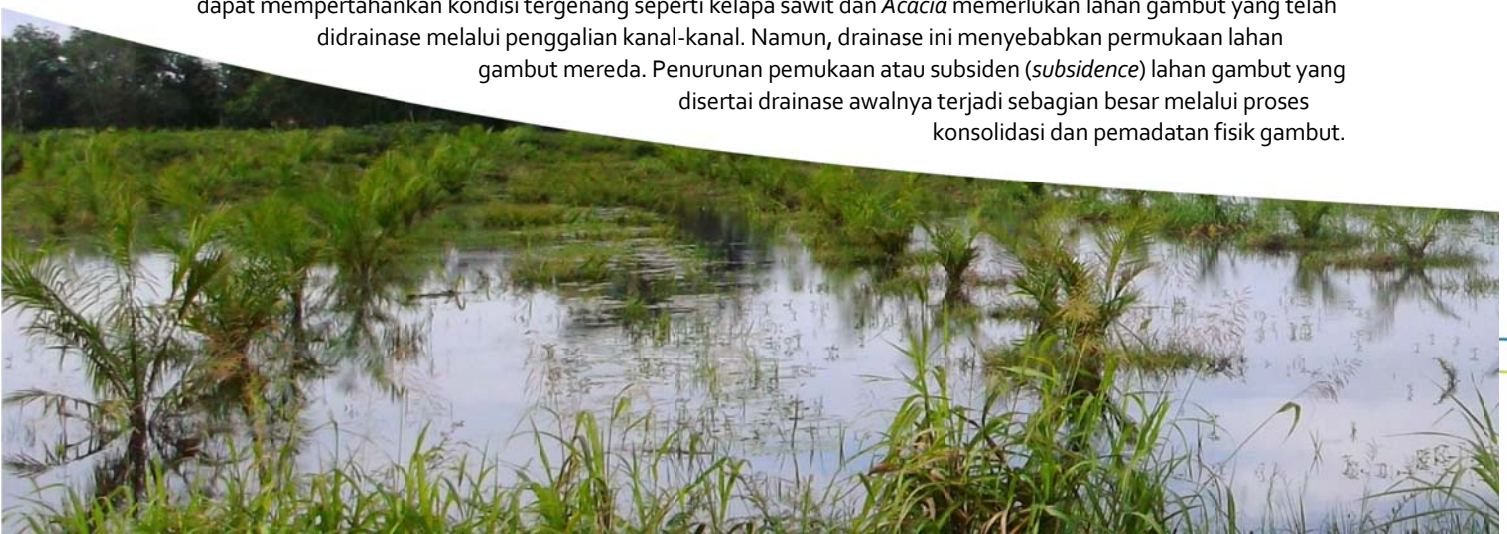 dapat mempertahankan kondisi tergenang seperti kelapa sawit dan Acacia memerlukan lahan gambut yang telah
didrainase melalui penggalian kanal-kanal. Namun, drainase ini menyebabkan permukaan lahan
gambut mereda. Penurunan pemukaan atau subsiden (subsidence) lahan gambut yang
disertai drainase awalnya terjadi sebagian besar melalui proses
konsolidasi dan pemadatan fisik gambut.